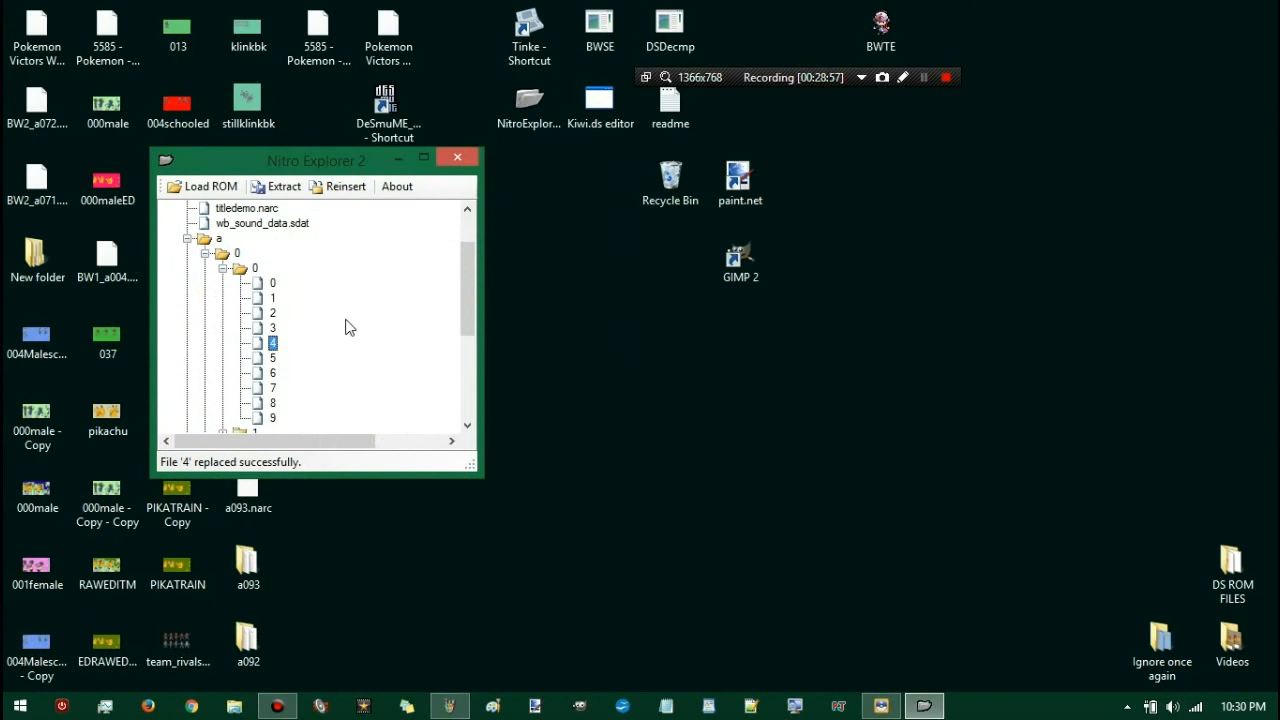 Pokemon
Victors W...
5585 -
Pokemon -...
013
klinkbk
5585 -
Pokemon -...
Pokemon
Victors ...
Tinke -
Shortcut
BWSE
DSDecmp
BWTE
1366x768
Recording [00:28:57]
BW2_a072....
000male
004schooled
stillklinkbk
DeSmuME_...
- Shortcut
NitroExplor...
Kiwi.ds editor
readme
Nitro Explorer 2
Load ROM
Extract
Reinsert
About
BW2_a071....
000maleED
Recycle Bin
paint.net
titledemo.narc
wb_sound_data.sdat
a
0
0
0
1
2
3
4
5
6
7
8
9
1
File '4' replaced successfully.
New folder
BW1_a004....
GIMP 2
004Malesc...
037
000male -
Copy
pikachu
000male
000male -
Copy - Copy
PIKATRAIN -
Copy
a093.narc
001female
RAWEDITM
PIKATRAIN
a093
DS ROM
FILES
004Malesc...
- Copy
EDRAWED...
team_rivals...
a092
Ignore once
again
Videos
10:30 PM